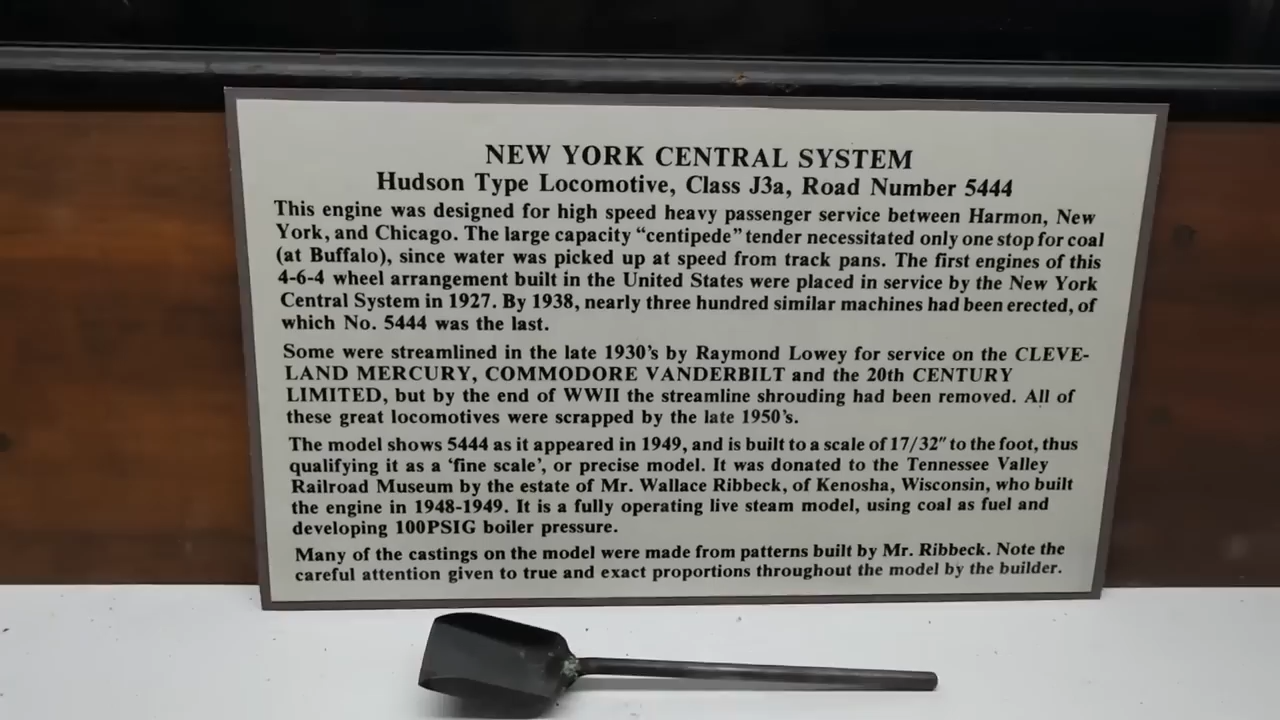 NEW YORK CENTRAL SYSTEM
Hudson Type Locomotive, Class J3a, Road Number 5444
This engine was designed for high speed heavy passenger service between Harmon, New
York, and Chicago. The large capacity “centipede” tender necessitated only one stop for coal
(at Buffalo), since water was picked up at speed from track pans. The first engines of this
4-6-4 wheel arrangement built in the United States were placed in service by the New York
Central System in 1927. By 1938, nearly three hundred similar machines had been erected, of
which No. 5444 was the last.
Some were streamlined in the late 1930’s by Raymond Lowey for service on the CLEVE-
LAND MERCURY, COMMODORE VANDERBILT and the 20th CENTURY
LIMITED, but by the end of WWII the streamline shrouding had been removed. All of
these great locomotives were scrapped by the late 1950’s.
The model shows 5444 as it appeared in 1949, and is built to a scale of 17/32″ to the foot, thus
qualifying it as a ‘fine scale’, or precise model. It was donated to the Tennessee Valley
Railroad Museum by the estate of Mr. Wallace Ribbeck, of Kenosha, Wisconsin, who built
the engine in 1948-1949. It is a fully operating live steam model, using coal as fuel and
developing 100PSIG boiler pressure.
Many of the castings on the model were made from patterns built by Mr. Ribbeck. Note the
careful attention given to true and exact proportions throughout the model by the builder.